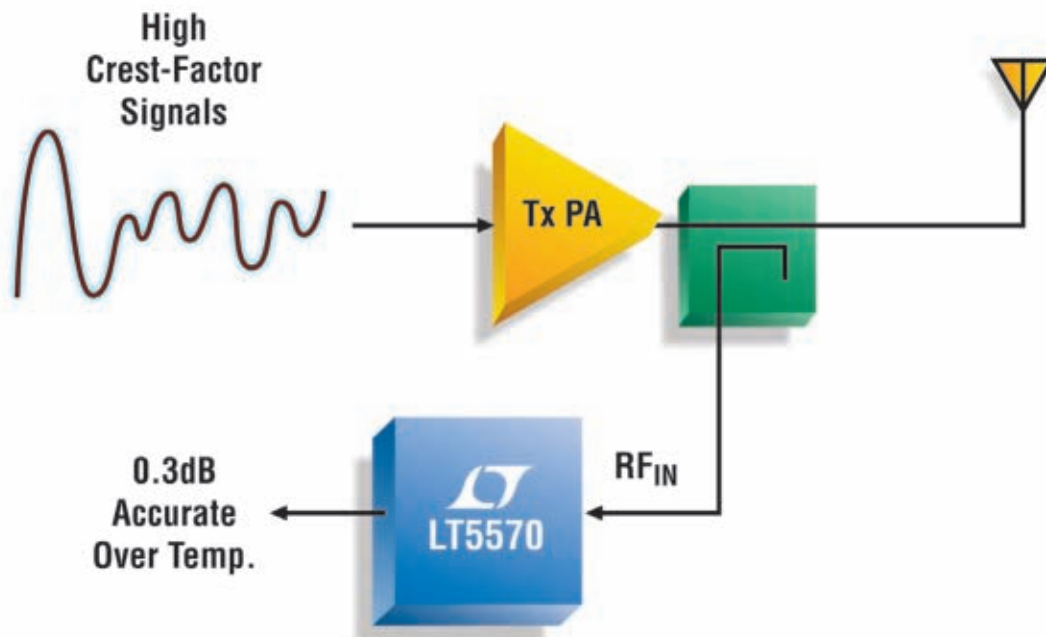 High
Crest-Factor
Signals
Tx PA
0.3dB
Accurate
Over Temp.
LT5570
RFIN